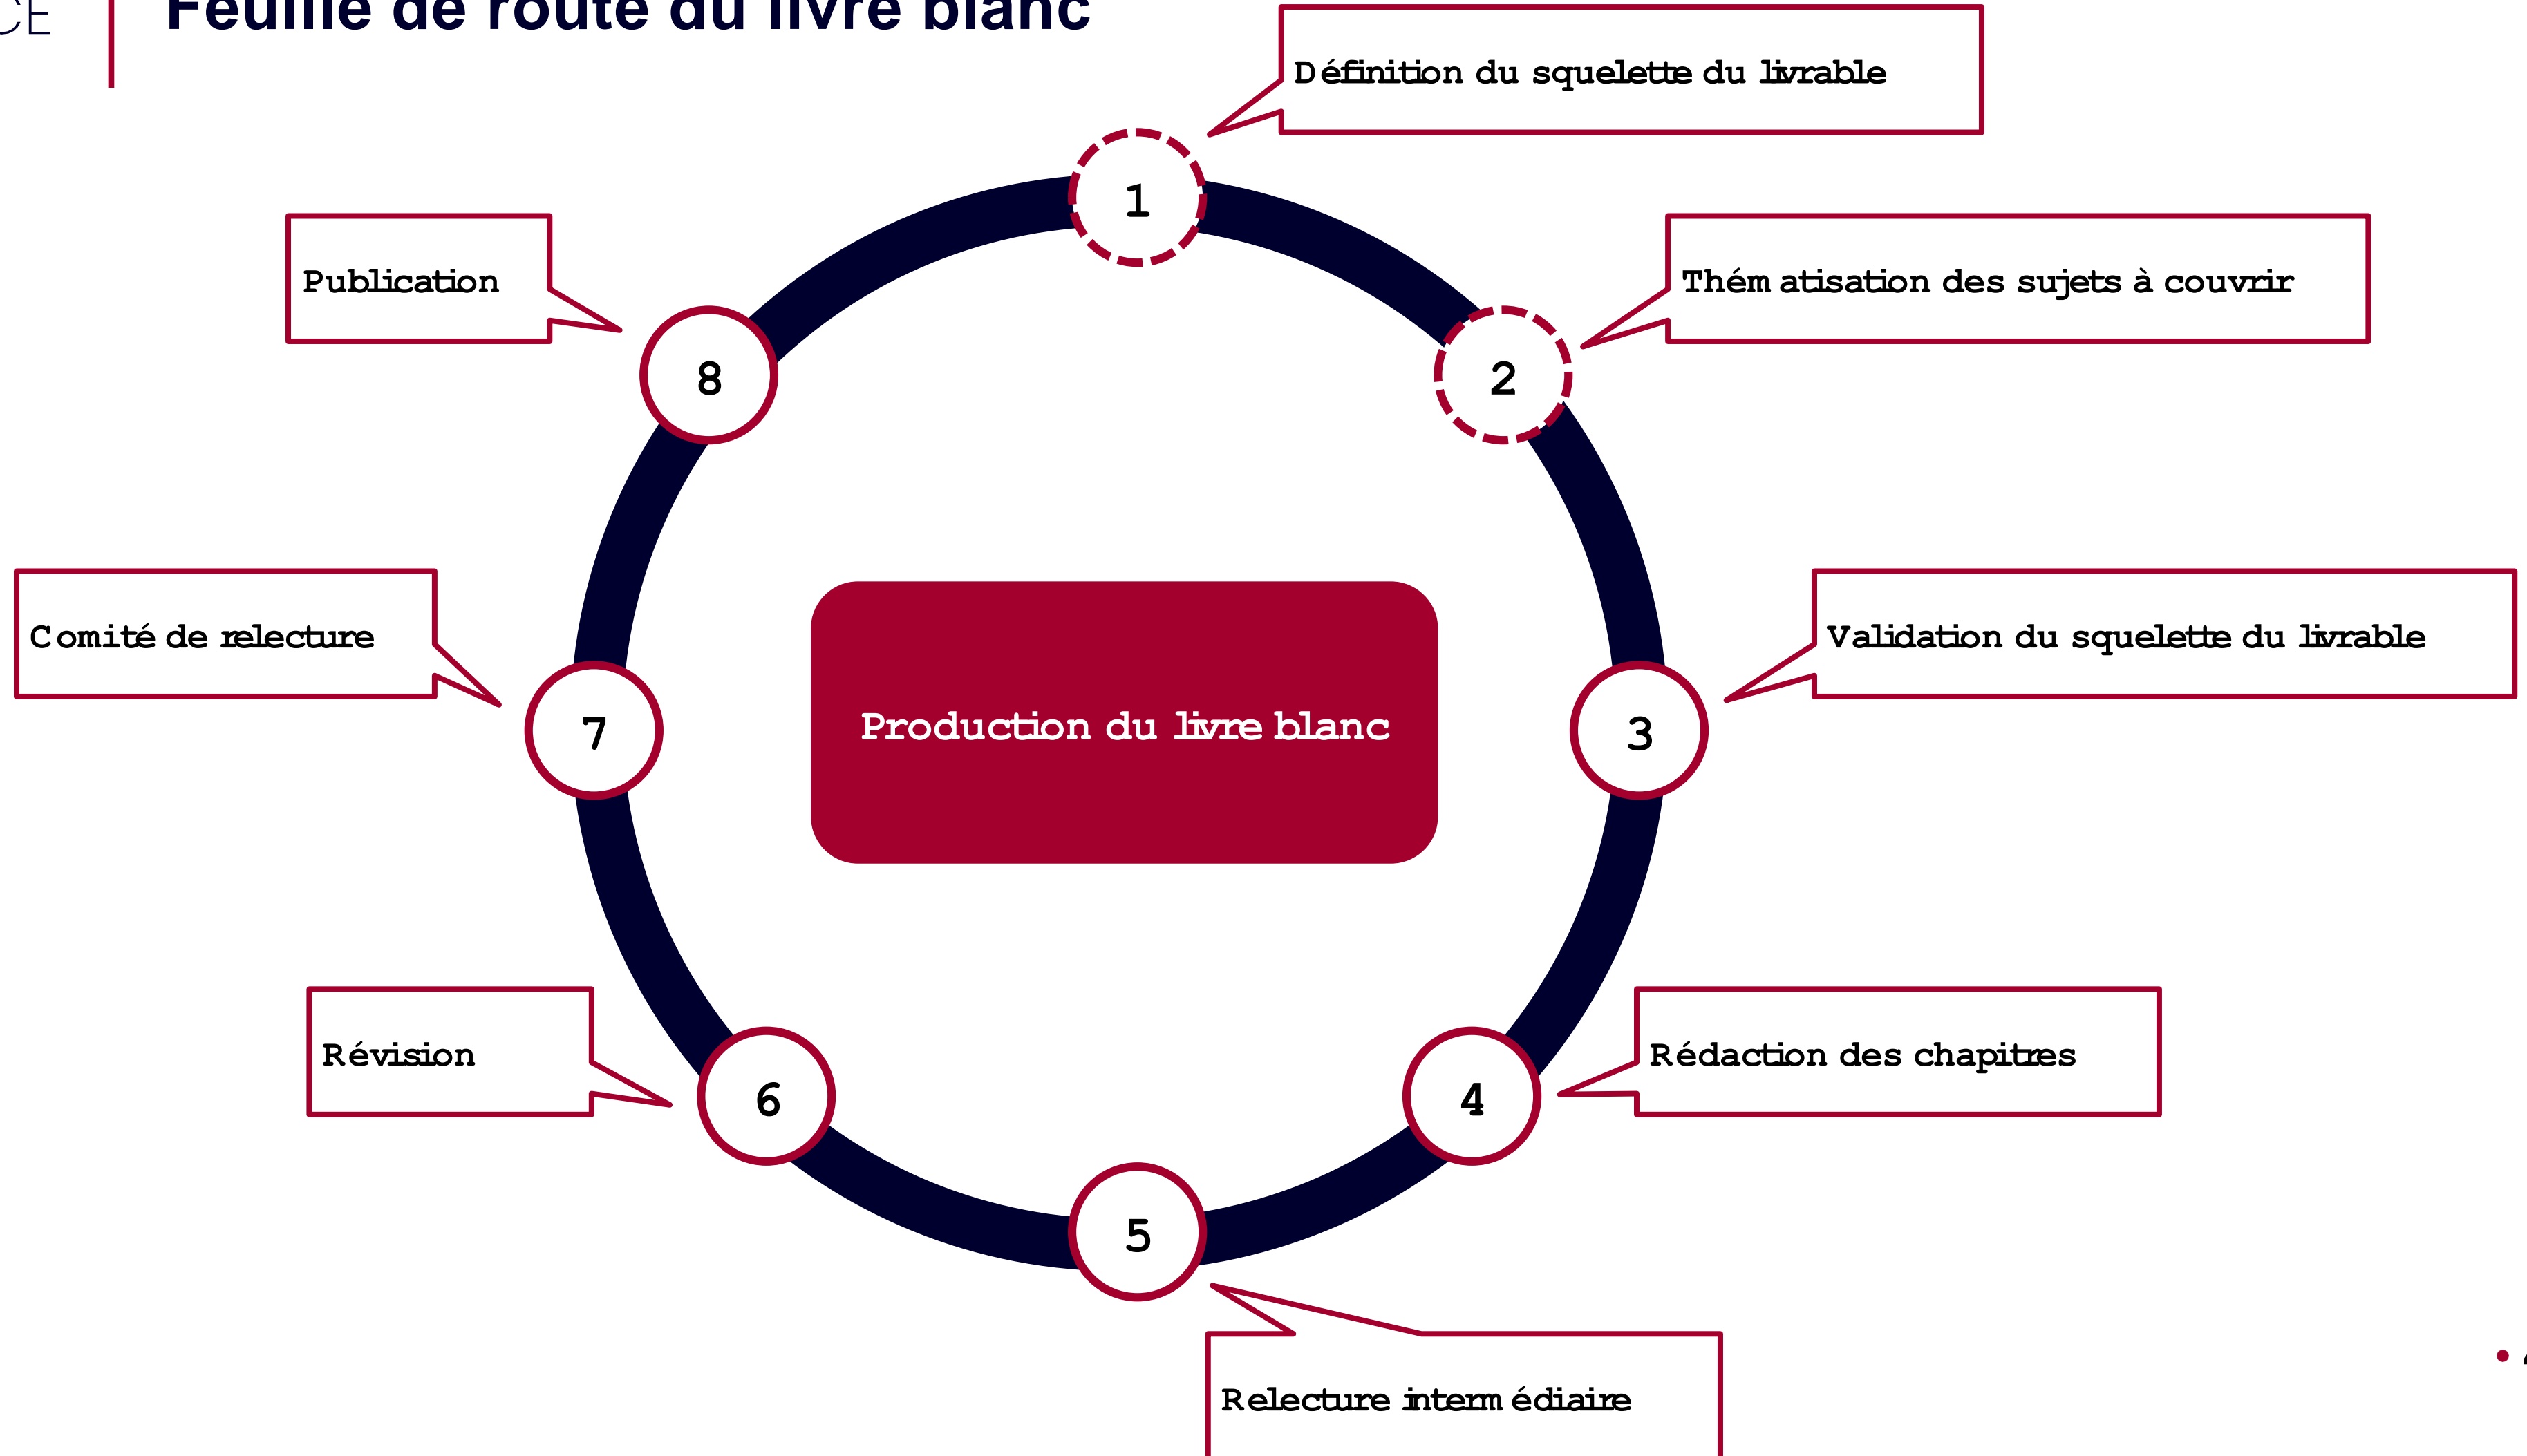 Feuille de route du livre blanc
Définition du squelette du livrable
1
Publication
Thématisation des sujets à couvrir
8
2
Comité de relecture
Validation du squelette du livrable
Production du livre blanc
7
3
Révision
Rédaction des chapitres
6
4
5
Relecture intermédiaire